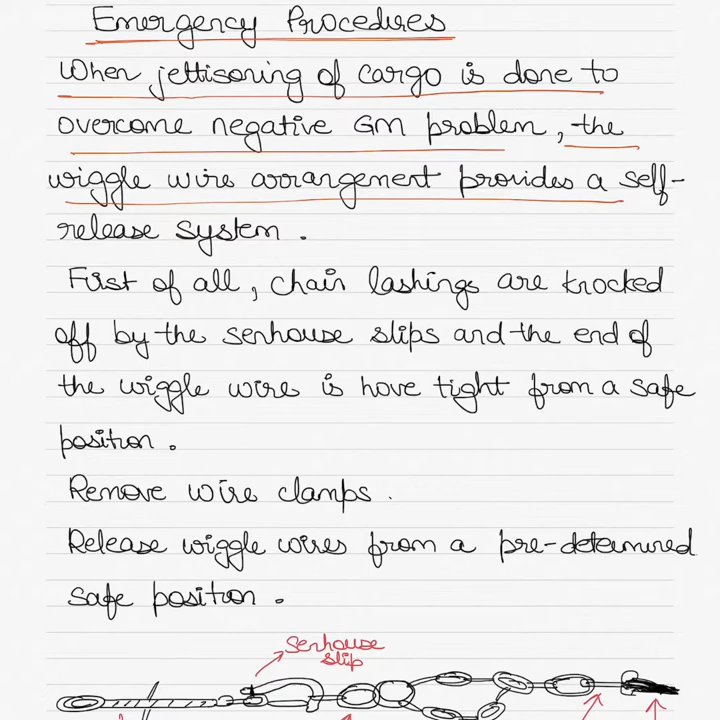 Emergency Procedures
When jettisoning of cargo is done to
overcome negative GM problem, the
wiggle wire arrangement provides a self-
release system.
First of all, chain lashings are knocked
off by the senhouse slips and the end of
the wiggle wire is hove tight from a safe
position.
Remove wire clamps.
Release wiggle wires from a pre-determined
safe position.
Senhouse
slip